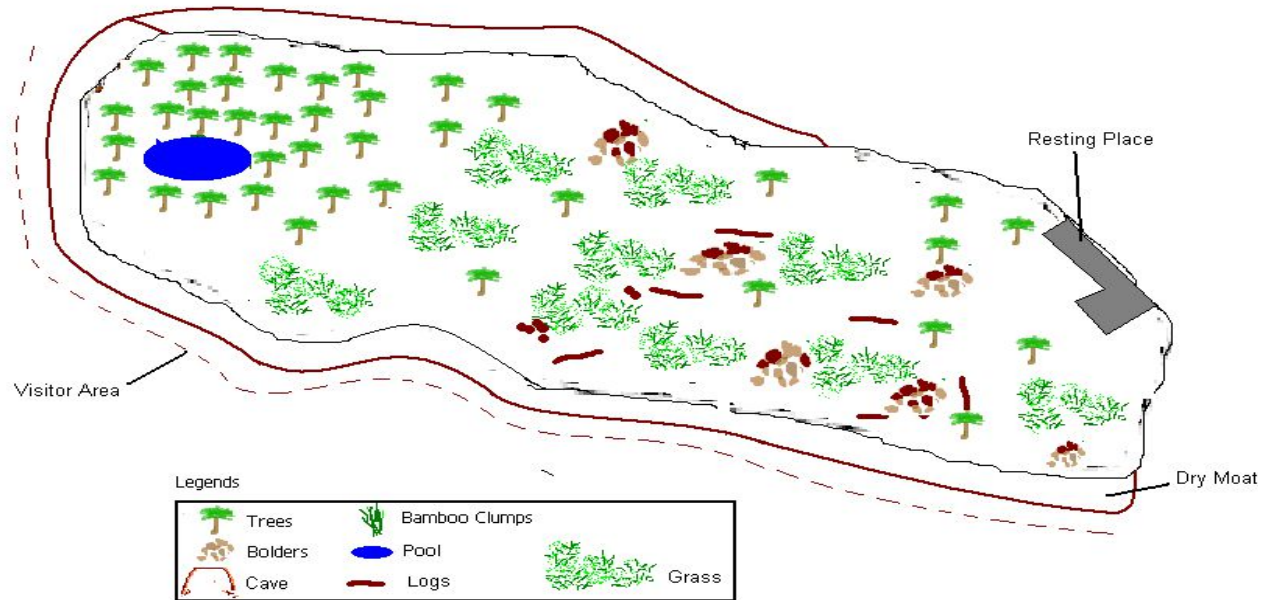 Resting Place
Visitor Area
Dry Moat
Legends
Trees
Bamboo Clumps
Bolders
Pool
Cave
Logs
Grass